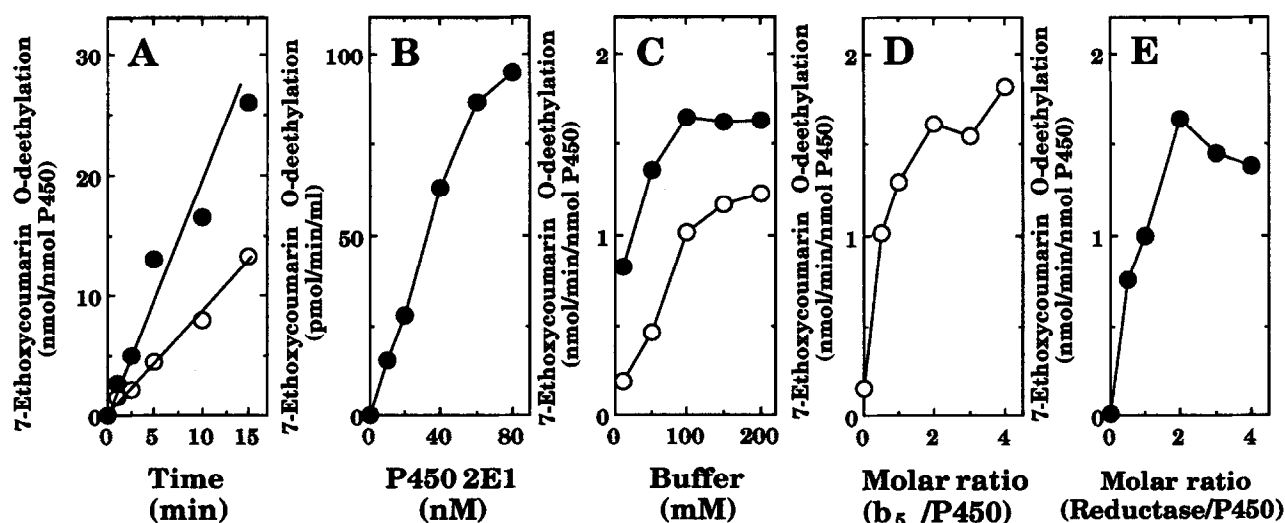 A
B
C
D
E
7-Ethoxycoumarin O-deethylation
(nmol/nmol P450)
30
20
10
0
0 5 10 15
Time
(min)
7-Ethoxycoumarin O-deethylation
(pmol/min/ml)
100
50
0
0 40 80
P450 2E1
(nM)
7-Ethoxycoumarin O-deethylation
(nmol/min/nmol P450)
2
1
0
0 100 200
Buffer
(mM)
7-Ethoxycoumarin O-deethylation
(nmol/min/nmol P450)
2
1
0
0 2 4
Molar ratio
(b5 /P450)
7-Ethoxycoumarin O-deethylation
(nmol/min/nmol P450)
2
1
0
0 2 4
Molar ratio
(Reductase/P450)